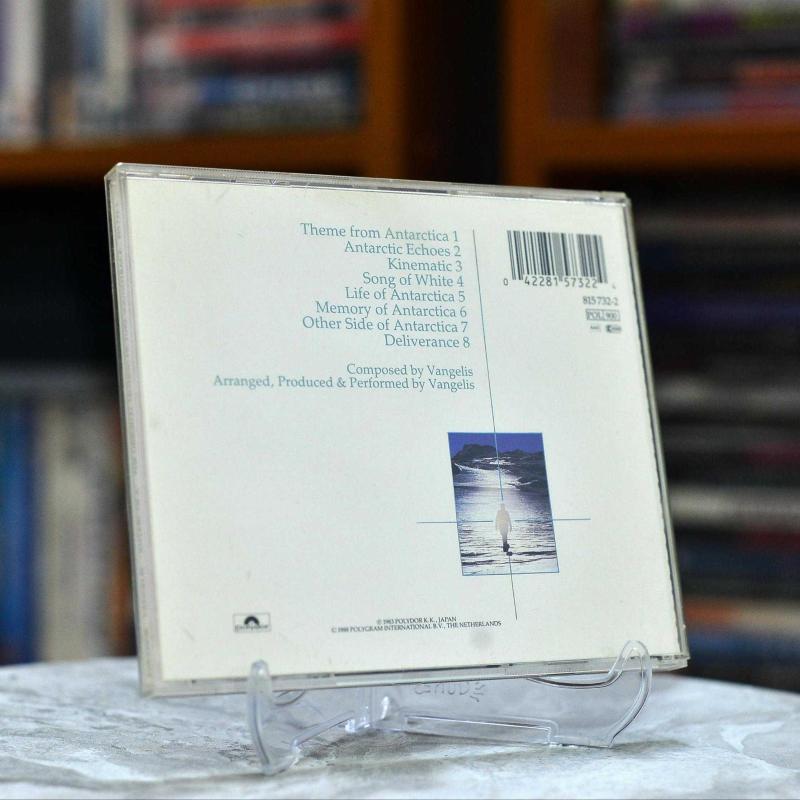 Theme from Antarctica 1
Antarctic Echoes 2
Kinematic 3
Song of White 4
Life of Antarctica 5
Memory of Antarctica 6
Other Side of Antarctica 7
Deliverance 8
Composed by Vangelis
Arranged, Produced & Performed by Vangelis
0 42281 57322 4
815 732-2
POL 900
polydor
℗ 1983 POLYDOR K.K., JAPAN
© 1988 POLYGRAM INTERNATIONAL B.V., THE NETHERLANDS